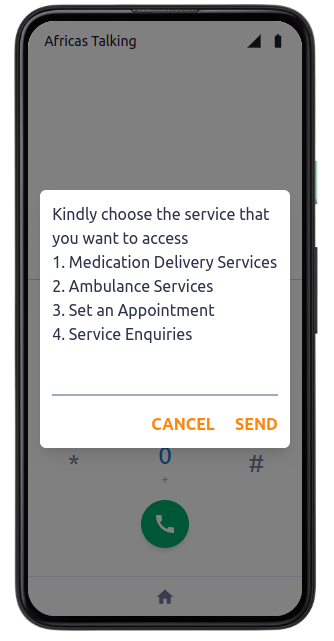 Africas Talking
Kindly choose the service that
you want to access
1. Medication Delivery Services
2. Ambulance Services
3. Set an Appointment
4. Service Enquiries
CANCEL SEND
* 0 #
+